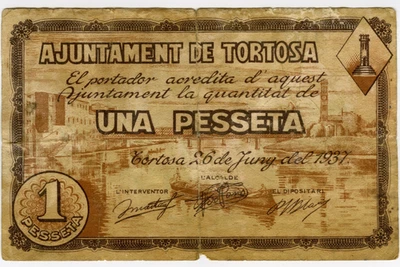 AJUNTAMENT DE TORTOSA
El portador acredita d'aquest
Ajuntament la quantitat de
UNA PESSETA
Tortosa 26 de Juny del 1937.
L'INTERVENTOR
L'ALCALDE
EL DIPOSITARI
1
PESSETA